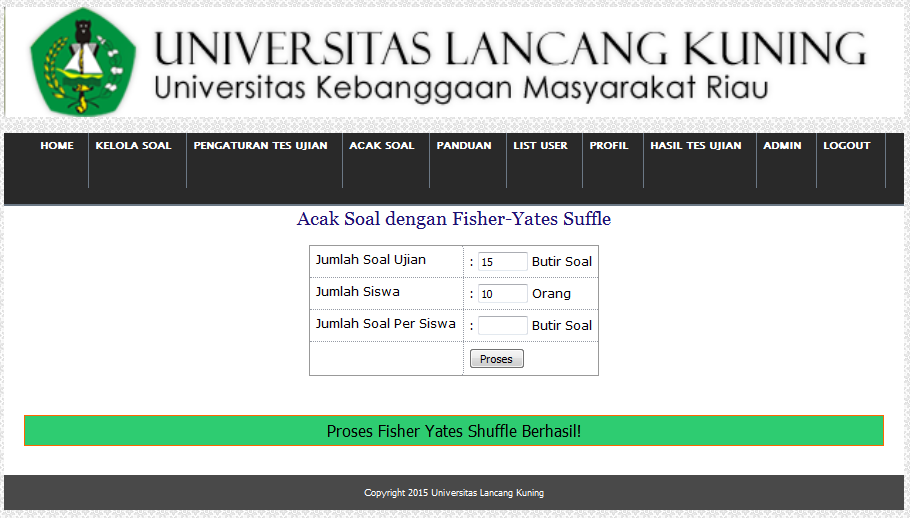 UNIVERSITAS LANCANG KUNING
Universitas Kebanggaan Masyarakat Riau
HOME KELOLA SOAL PENGATURAN TES UJIAN ACAK SOAL PANDUAN LIST USER PROFIL HASIL TES UJIAN ADMIN LOGOUT
Acak Soal dengan Fisher-Yates Suffle
Jumlah Soal Ujian : 15 Butir Soal
Jumlah Siswa : 10 Orang
Jumlah Soal Per Siswa : Butir Soal
Proses
Proses Fisher Yates Shuffle Berhasil!
Copyright 2015 Universitas Lancang Kuning